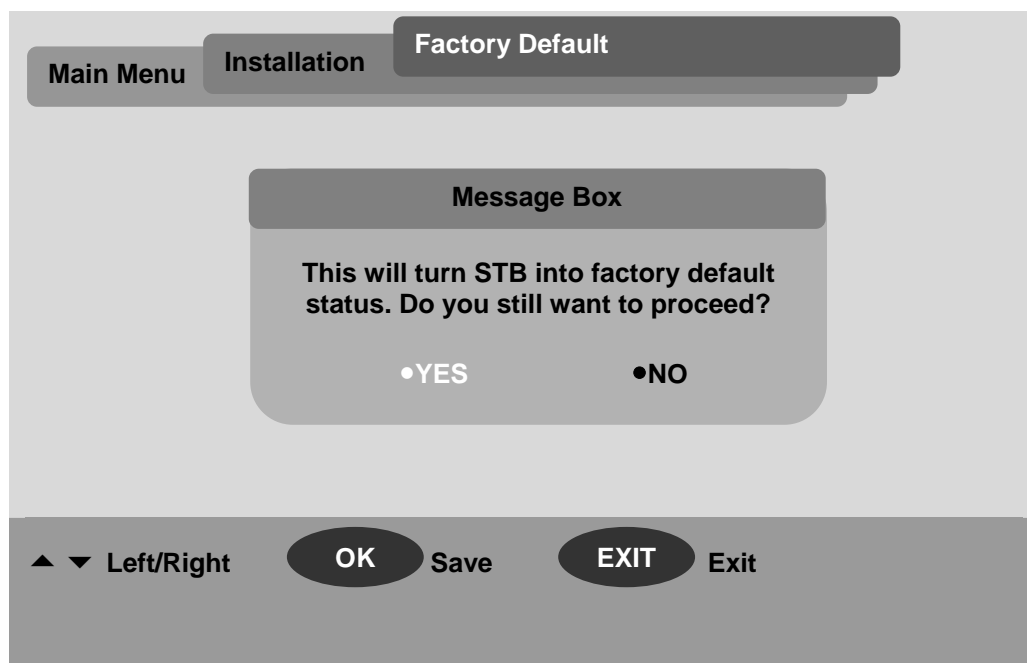 Main Menu
Installation
Factory Default
Message Box
This will turn STB into factory default
status. Do you still want to proceed?
•YES •NO
▲ ▼ Left/Right OK Save EXIT Exit